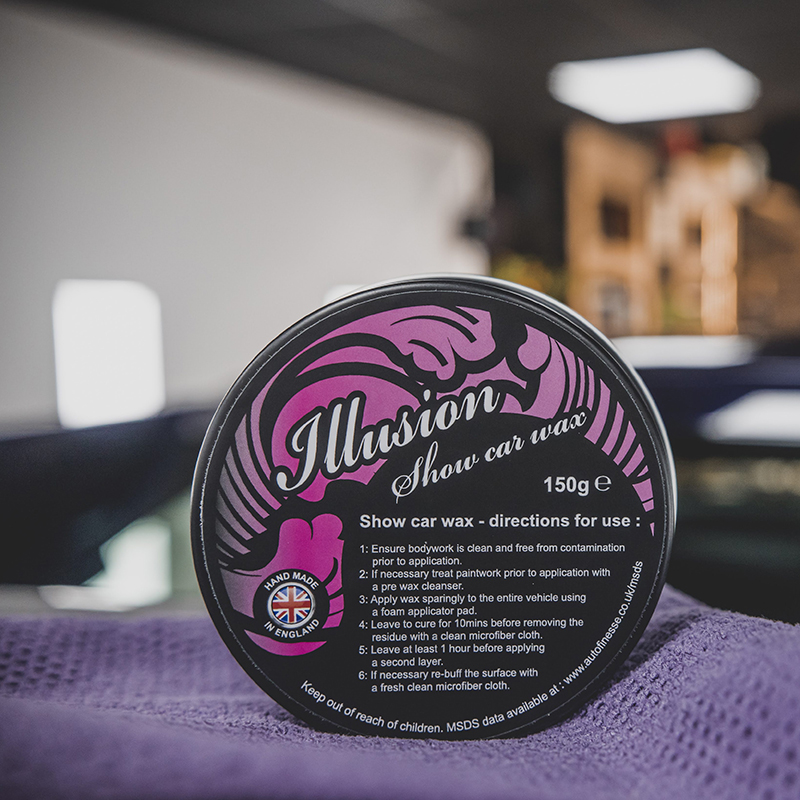 Illusion
Show car wax
150g ℮
Show car wax - directions for use :
1: Ensure bodywork is clean and free from contamination
prior to application.
2: If necessary treat paintwork prior to application with
a pre wax cleanser.
3: Apply wax sparingly to the entire vehicle using
a foam applicator pad.
4: Leave to cure for 10mins before removing the
residue with a clean microfiber cloth.
5: Leave at least 1 hour before applying
a second layer.
6: If necessary re-buff the surface with
a fresh clean microfiber cloth.
HAND MADE
IN ENGLAND
Keep out of reach of children. MSDS data available at : www.autofinesse.co.uk/msds